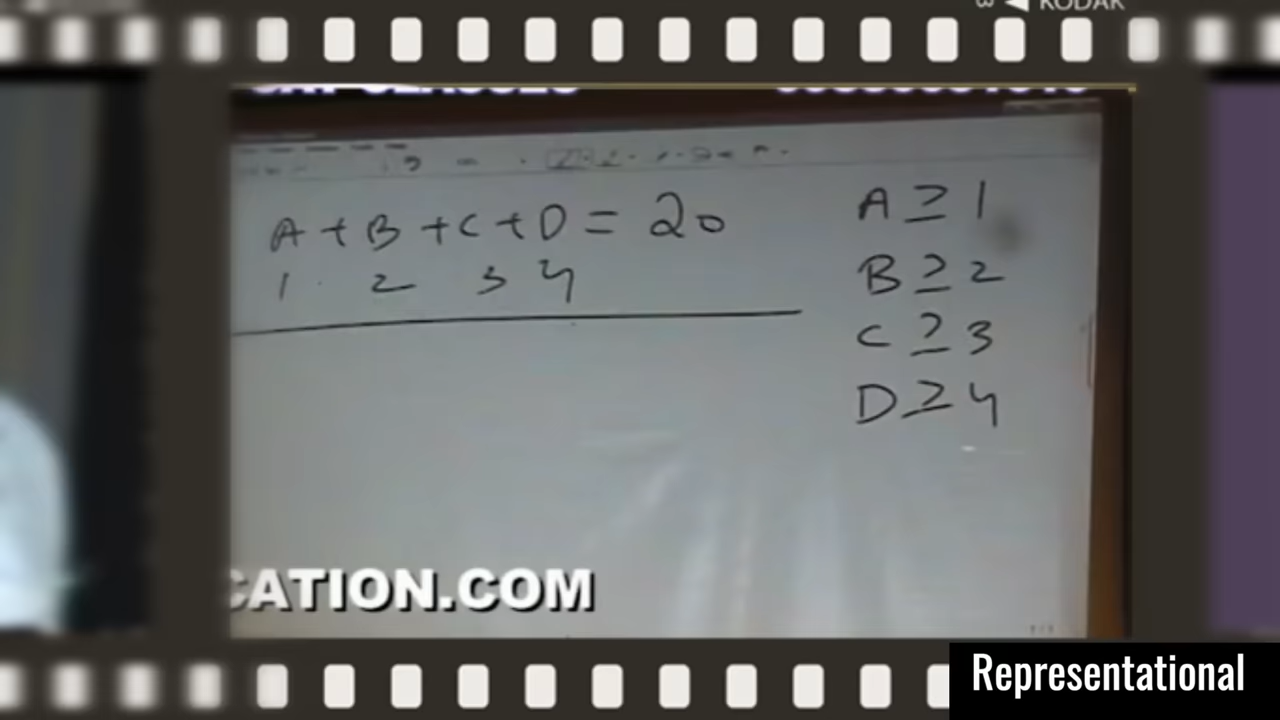 KODAK
A + B + C + D = 20
1 2 3 4
A ≥ 1
B ≥ 2
C ≥ 3
D ≥ 4
CATION.COM
Representational